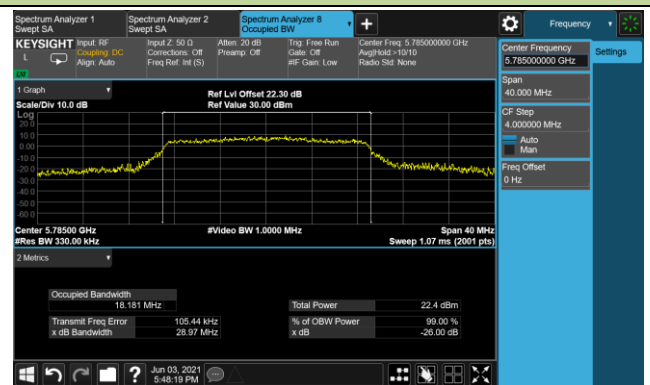 Spectrum Analyzer 1
Swept SA
Spectrum Analyzer 2
Swept SA
Spectrum Analyzer 8
Occupied BW
+
Frequency
KEYSIGHT
L
Input: RF
Coupling: DC
Align: Auto
Input Z: 50 Ω
Corrections: Off
Freq Ref: Int (S)
Atten: 20 dB
Preamp: Off
Trig: Free Run
Gate: Off
#IF Gain: Low
Center Freq: 5.785000000 GHz
Avg|Hold:>10/10
Radio Std: None
Center Frequency
5.785000000 GHz
Settings
Span
40.000 MHz
CF Step
4.000000 MHz
Auto
Man
Freq Offset
0 Hz
1 Graph
Scale/Div 10.0 dB
Ref Lvl Offset 22.30 dB
Ref Value 30.00 dBm
Log
20.0
10.0
0.00
-10.0
-20.0
-30.0
-40.0
-50.0
-60.0
Center 5.78500 GHz
#Res BW 330.00 kHz
#Video BW 1.0000 MHz
Span 40 MHz
Sweep 1.07 ms (2001 pts)
2 Metrics
Occupied Bandwidth
18.181 MHz
Total Power 22.4 dBm
Transmit Freq Error 105.44 kHz
% of OBW Power 99.00 %
x dB Bandwidth 28.97 MHz
x dB -26.00 dB
?
Jun 03, 2021
5:48:19 PM